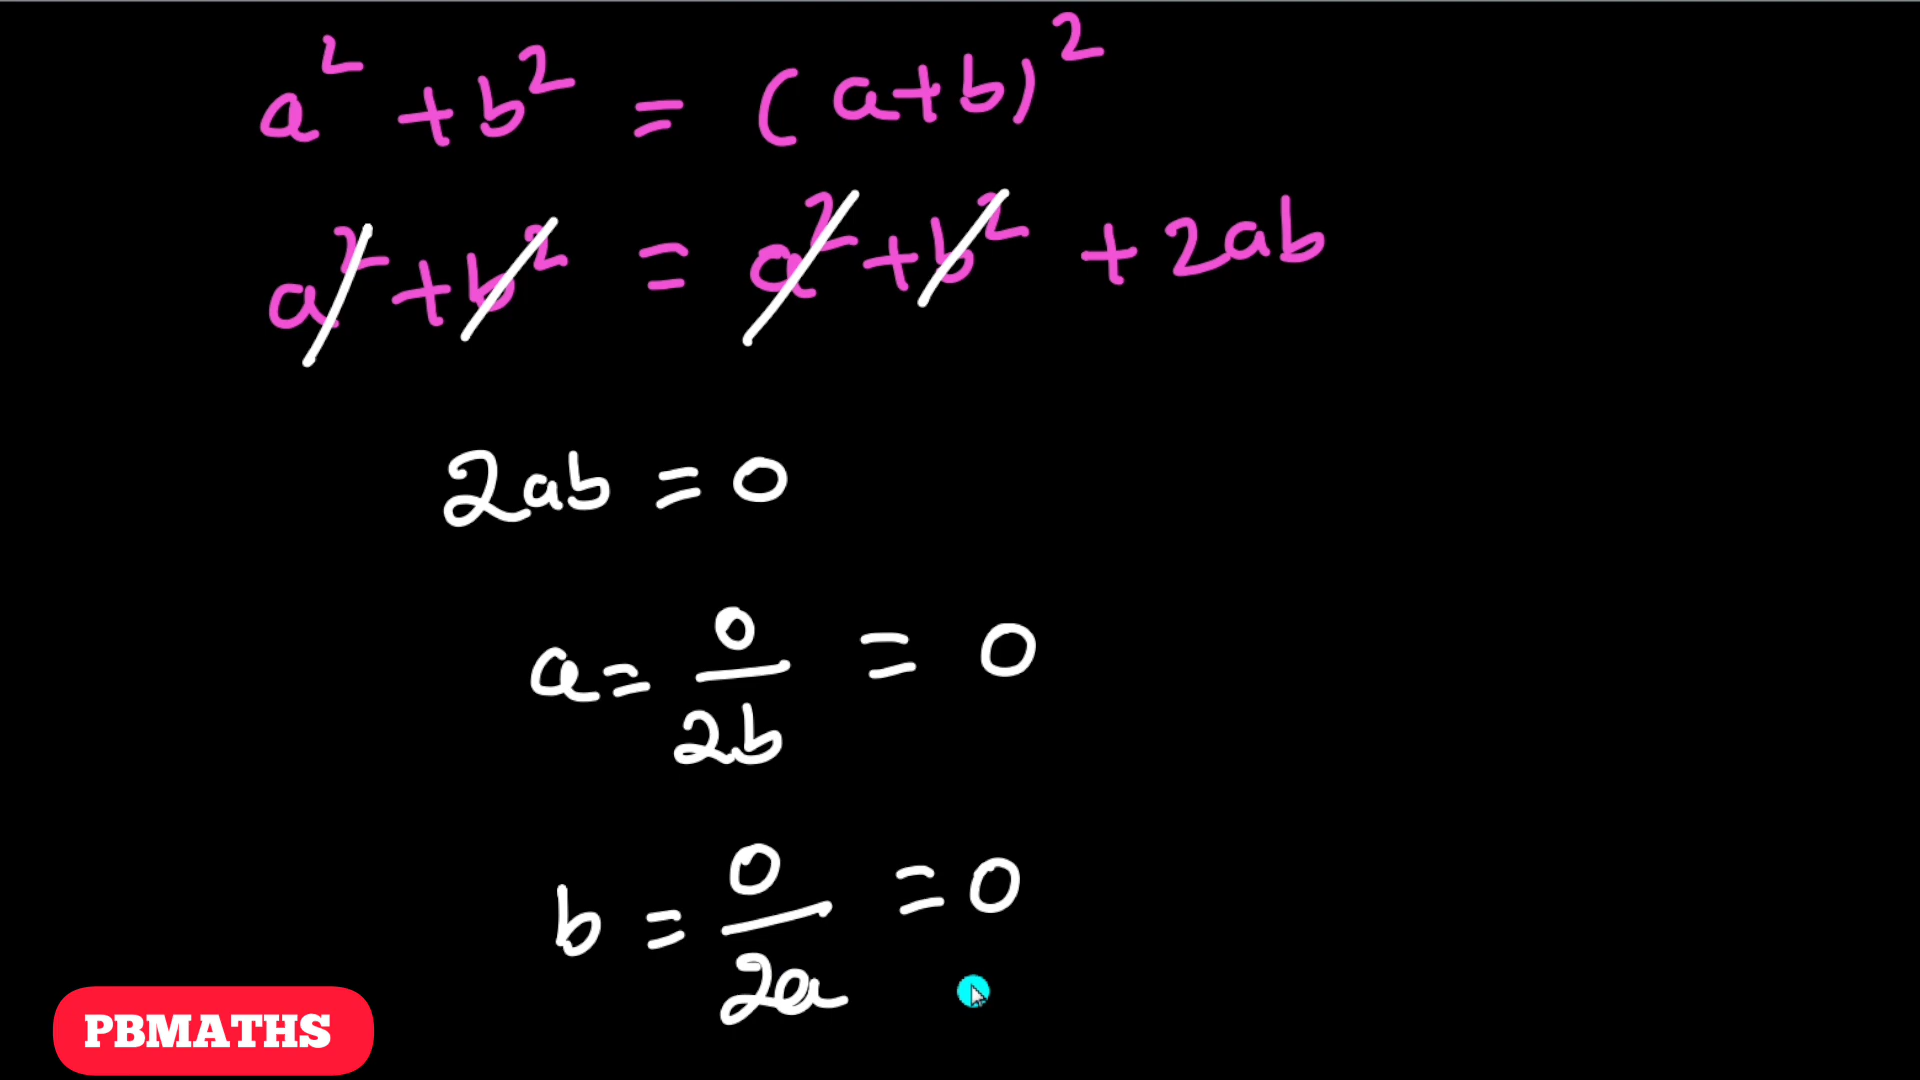 a² + b² = (a+b)²
a² + b² = a² + b² + 2ab
2ab = 0
a = 0/2b = 0
b = 0/2a = 0
PBMATHS